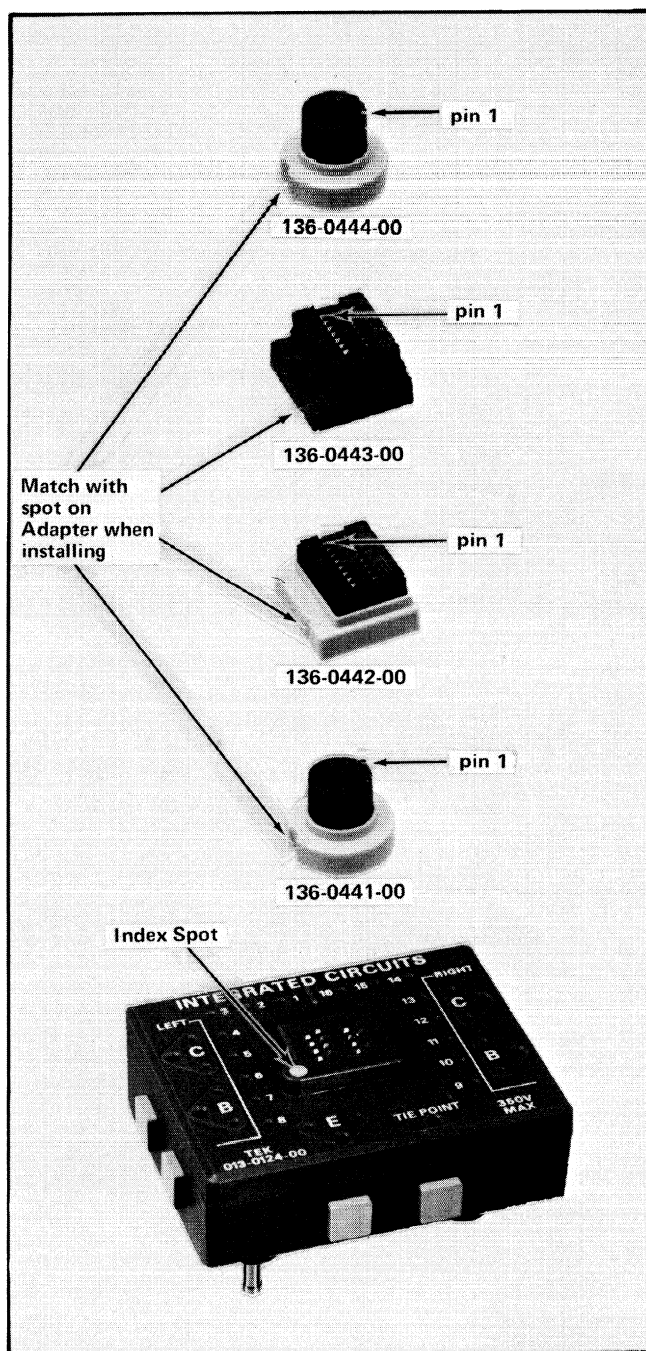 pin 1
136-0444-00
pin 1
136-0443-00
Match with
spot on
Adapter when
installing
pin 1
136-0442-00
pin 1
136-0441-00
Index Spot
INTEGRATED CIRCUITS
LEFT
3 2 1 16 15 14
RIGHT
4
13
C
C
5
12
6
11
B
B
7
10
8
9
E
TIE POINT
350V
MAX
TEK
013-0124-00